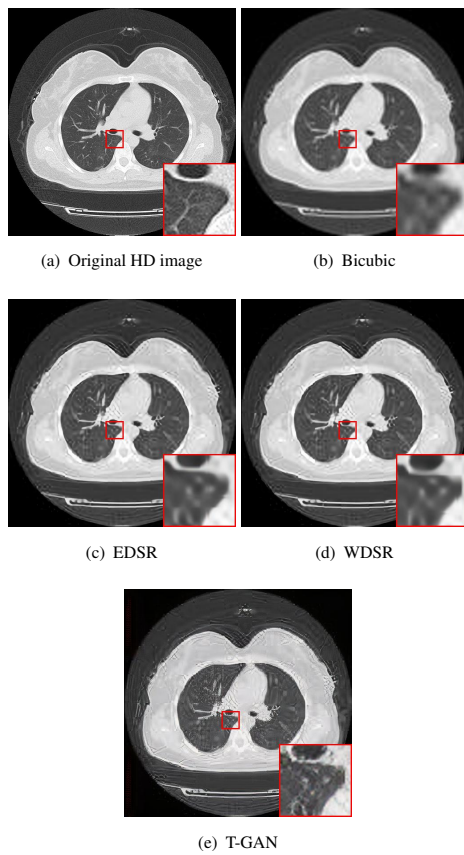 (a) Original HD image
(b) Bicubic
(c) EDSR
(d) WDSR
(e) T-GAN